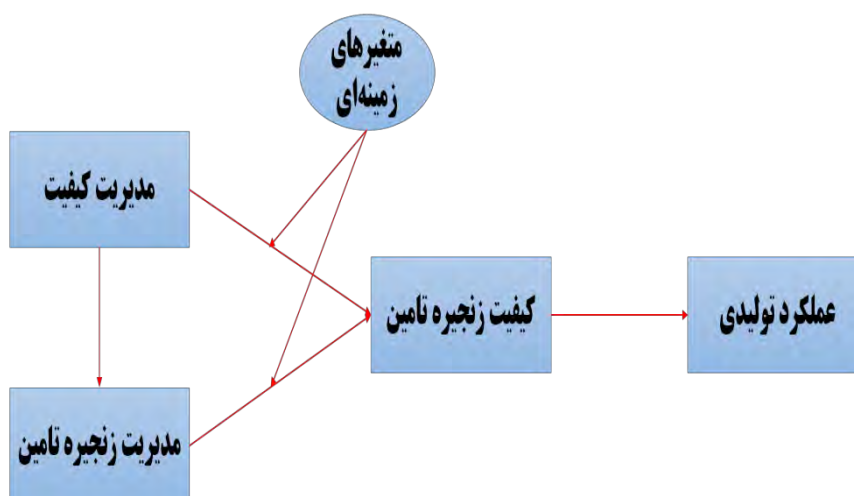 متغیرهای
زمینه‌ای
مدیریت کیفیت
کیفیت زنجیره تامین
عملکرد تولیدی
مدیریت زنجیره تامین